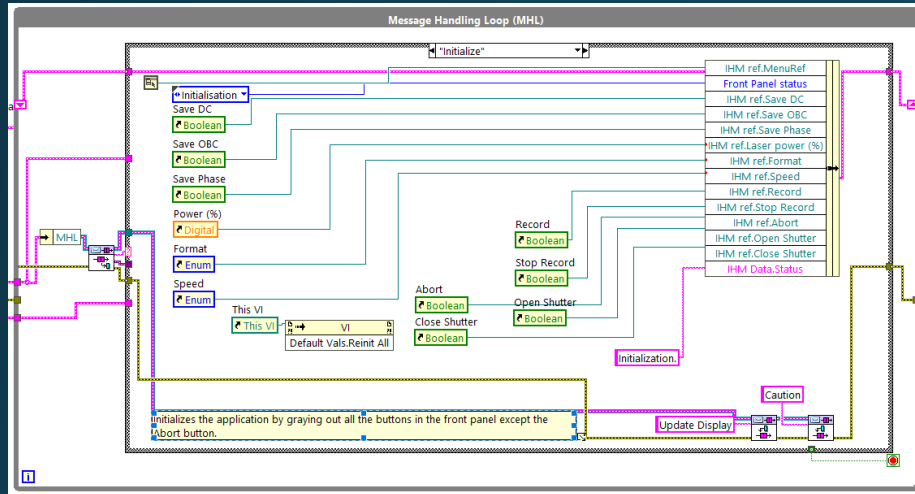 Message Handling Loop (MHL)
"Initialize"
IHM ref.MenuRef
Initialisation
Front Panel status
Save DC
IHM ref.Save DC
Boolean
IHM ref.Save OBC
Save OBC
IHM ref.Save Phase
Boolean
IHM ref.Laser power (%)
Save Phase
IHM ref.Format
Boolean
IHM ref.Speed
Power (%)
IHM ref.Record
Digital
IHM ref.Stop Record
Record
IHM ref.Abort
MHL
Boolean
IHM ref.Open Shutter
Format
IHM ref.Close Shutter
Enum
Stop Record
IHM Data.Status
Boolean
Speed
Enum
Abort
Open Shutter
Boolean
Boolean
This VI
Close Shutter
This VI
VI
Boolean
Default Vals.Reinit All
Initialization.
Caution
Initializes the application by graying out all the buttons in the front panel except the
Abort button.
Update Display
i